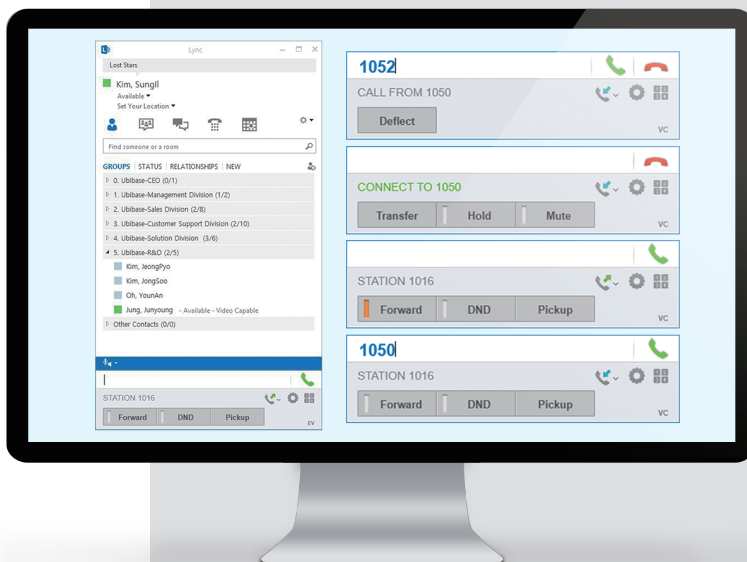 Lync
Lost Stars
Kim, SungIl
Available
Set Your Location
Find someone or a room
GROUPS STATUS RELATIONSHIPS NEW
0. Ubibase-CEO (0/1)
1. Ubibase-Management Division (1/2)
2. Ubibase-Sales Division (2/8)
3. Ubibase-Customer Support Division (2/10)
4. Ubibase-Solution Division (3/6)
5. Ubibase-R&D (2/5)
Kim, JeongPyo
Kim, JongSoo
Oh, YounAn
Jung, Junyoung - Available - Video Capable
Other Contacts (0/0)
STATION 1016
Forward DND Pickup
EV
1052
CALL FROM 1050
Deflect
VC
CONNECT TO 1050
Transfer Hold Mute
VC
STATION 1016
Forward DND Pickup
VC
1050
STATION 1016
Forward DND Pickup
VC